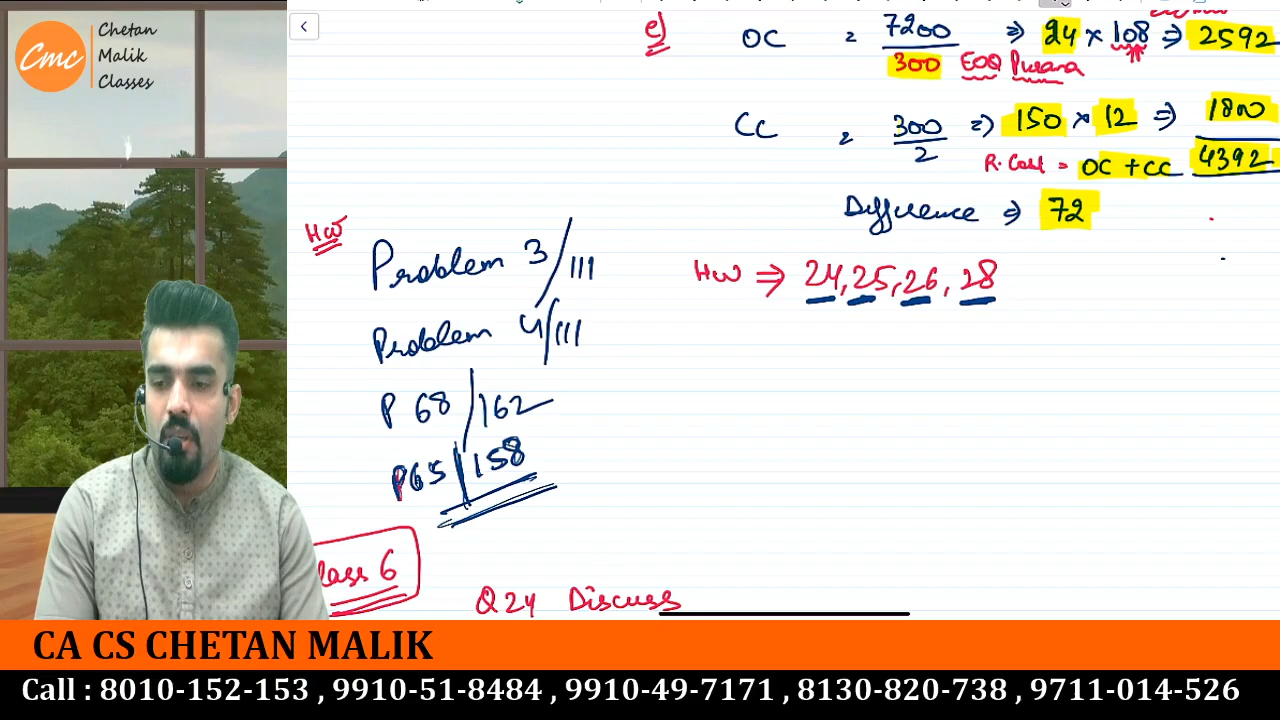 Cmc
Chetan
Malik
Classes
e) OC = 7200 / 300 ⇒ 24 × 108 ⇒ 2592
EOQ Purana
CC = 300 / 2 ⇒ 150 × 12 ⇒ 1800
R. Cost = OC + CC 4392
Difference ⇒ 72
HW
Problem 3/111
Problem 4/111
P 68/162
P65/158
HW ⇒ 24, 25, 26, 28
lass 6
Q24 Discuss
CA CS CHETAN MALIK
Call : 8010-152-153 , 9910-51-8484 , 9910-49-7171 , 8130-820-738 , 9711-014-526